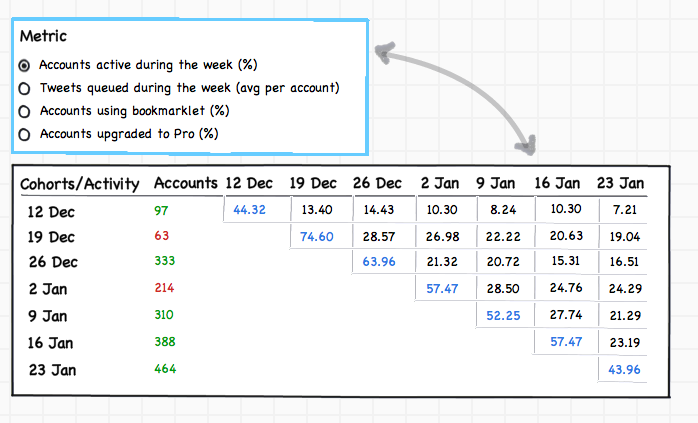 Metric
Accounts active during the week (%)
Tweets queued during the week (avg per account)
Accounts using bookmarklet (%)
Accounts upgraded to Pro (%)
Cohorts/Activity Accounts 12 Dec 19 Dec 26 Dec 2 Jan 9 Jan 16 Jan 23 Jan
12 Dec 97 44.32 13.40 14.43 10.30 8.24 10.30 7.21
19 Dec 63 74.60 28.57 26.98 22.22 20.63 19.04
26 Dec 333 63.96 21.32 20.72 15.31 16.51
2 Jan 214 57.47 28.50 24.76 24.29
9 Jan 310 52.25 27.74 21.29
16 Jan 388 57.47 23.19
23 Jan 464 43.96